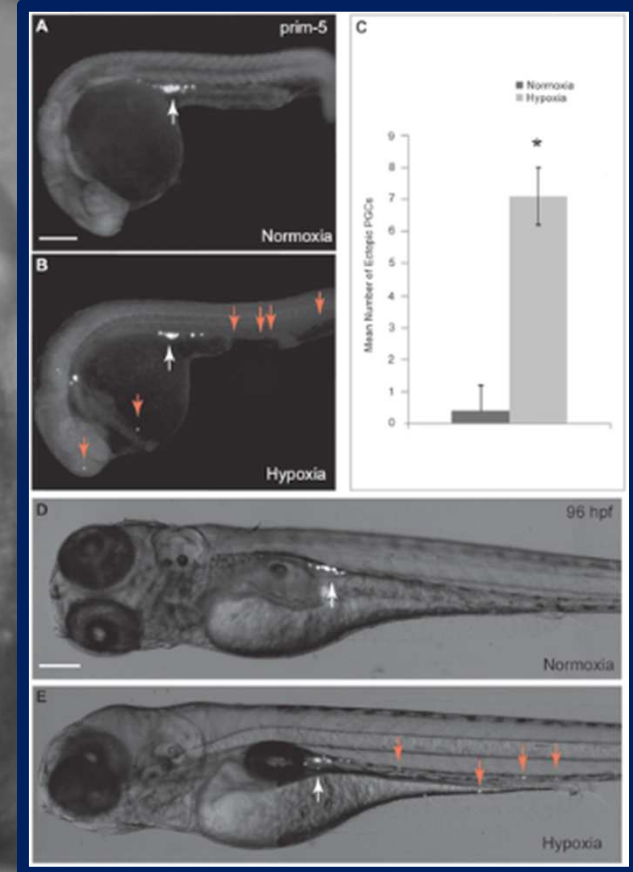 A
prim-5
Normoxia
B
Hypoxia
C
Normoxia
Hypoxia
*
Mean Number of Ectopic PGCs
9
8
7
6
5
4
3
2
1
0
D
96 hpf
Normoxia
E
Hypoxia